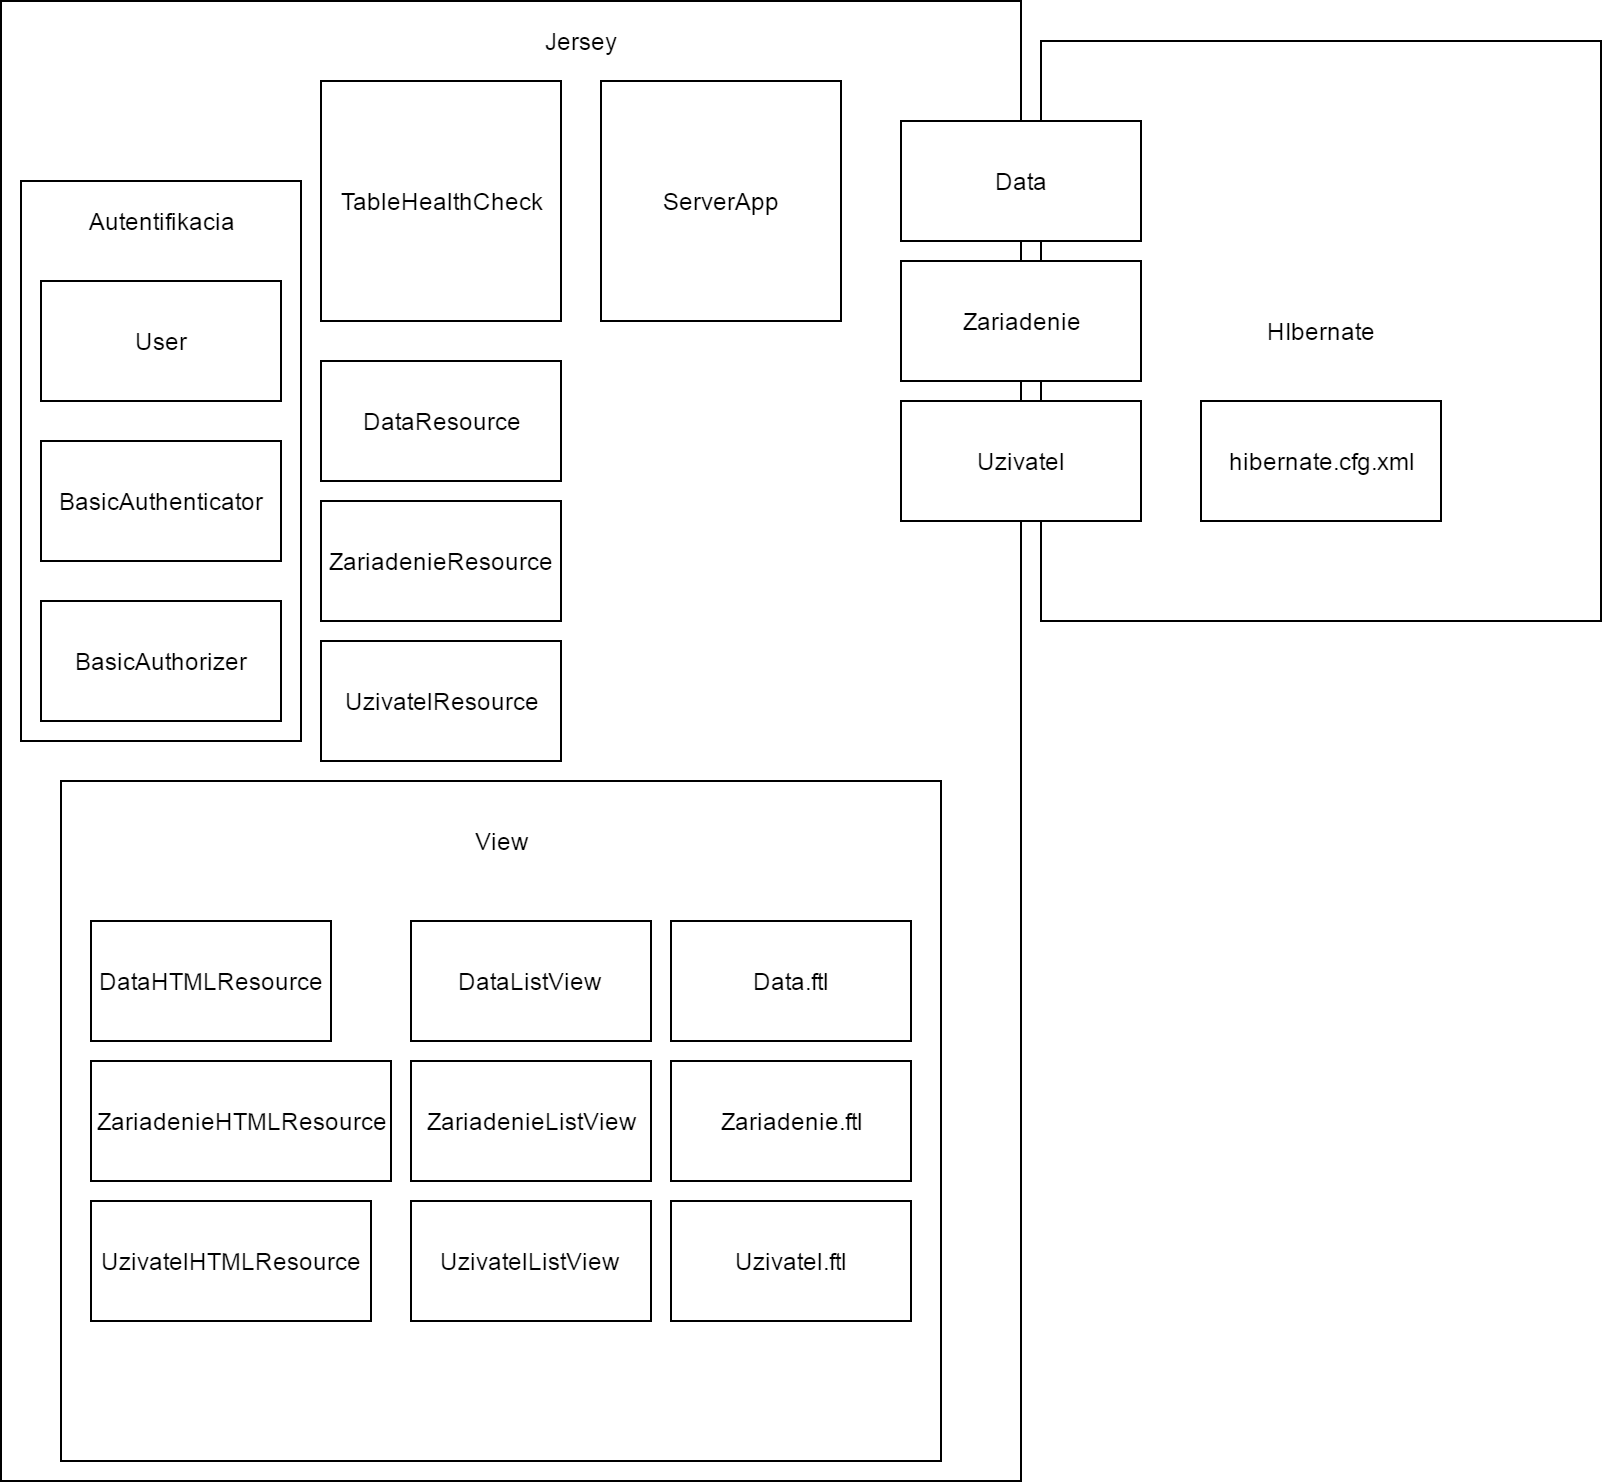 Jersey
TableHealthCheck
ServerApp
Data
Autentifikacia
Zariadenie
HIbernate
User
DataResource
Uzivatel
hibernate.cfg.xml
BasicAuthenticator
ZariadenieResource
BasicAuthorizer
UzivatelResource
View
DataHTMLResource
DataListView
Data.ftl
ZariadenieHTMLResource
ZariadenieListView
Zariadenie.ftl
UzivatelHTMLResource
UzivatelListView
Uzivatel.ftl